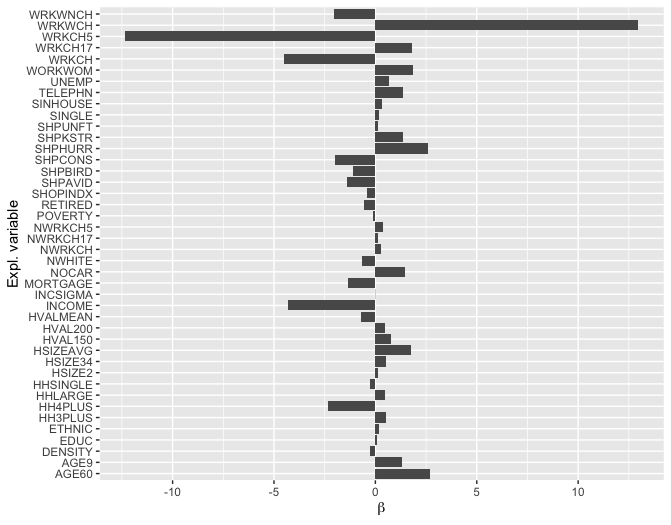 WRKWNCH
WRKWCH
WRKCH5
WRKCH17
WRKCH
WORKWOM
UNEMP
TELEPHN
SINHOUSE
SINGLE
SHPUNFT
SHPKSTR
SHPHURR
SHPCONS
SHPBIRD
SHPAVID
SHOPINDX
RETIRED
POVERTY
NWRKCH5
NWRKCH17
NWRKCH
NWHITE
NOCAR
MORTGAGE
INCSIGMA
INCOME
HVALMEAN
HVAL200
HVAL150
HSIZEAVG
HSIZE34
HSIZE2
HHSINGLE
HHLARGE
HH4PLUS
HH3PLUS
ETHNIC
EDUC
DENSITY
AGE9
AGE60
Expl. variable
-10 -5 0 5 10
β